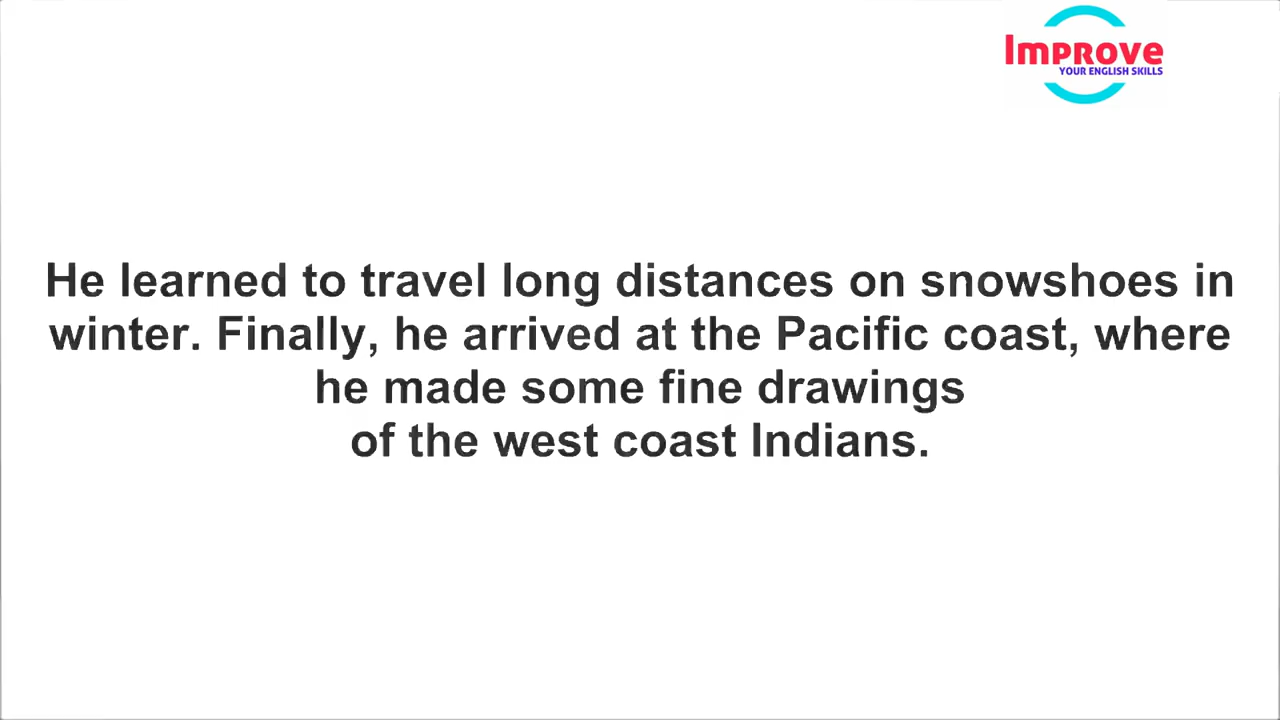 Improve
YOUR ENGLISH SKILLS
He learned to travel long distances on snowshoes in
winter. Finally, he arrived at the Pacific coast, where
he made some fine drawings
of the west coast Indians.